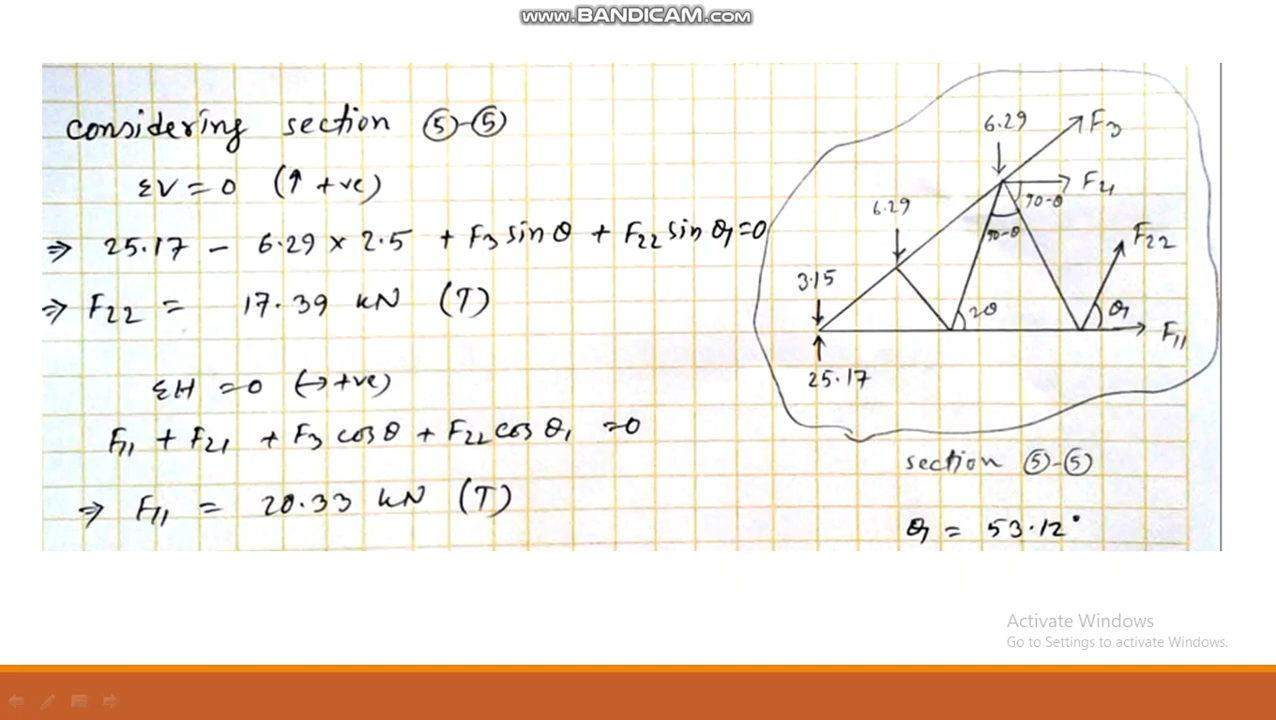 www.BANDICAM.com
considering section ⑤-⑤
ΣV = 0 (↑ +ve)
⇒ 25.17 - 6.29 × 2.5 + F3 sin θ + F22 sin θ1 = 0
⇒ F22 = 17.39 kN (T)
ΣH = 0 (→ +ve)
F11 + F21 + F3 cos θ + F22 cos θ1 = 0
⇒ F11 = 20.33 kN (T)
6.29
F3
F21
90-θ
90-θ
6.29
F22
3.15
2θ
θ1
F11
25.17
section ⑤-⑤
θ1 = 53.12°
Activate Windows
Go to Settings to activate Windows.